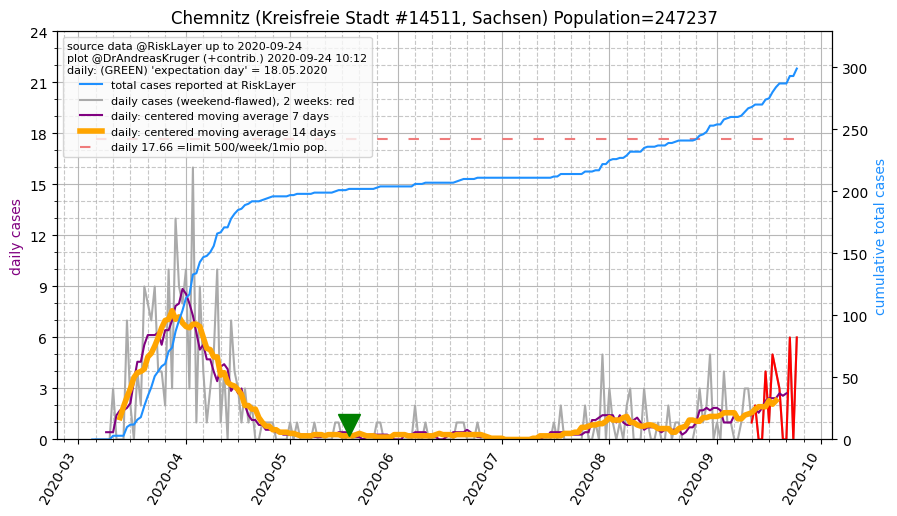 Chemnitz (Kreisfreie Stadt #14511, Sachsen) Population=247237
source data @RiskLayer up to 2020-09-24
plot @DrAndreasKruger (+contrib.) 2020-09-24 10:12
daily: (GREEN) 'expectation day' = 18.05.2020
total cases reported at RiskLayer
daily cases (weekend-flawed), 2 weeks: red
daily: centered moving average 7 days
daily: centered moving average 14 days
daily 17.66 =limit 500/week/1mio pop.
daily cases
24
21
18
15
12
9
6
3
0
cumulative total cases
300
250
200
150
100
50
0
2020-03
2020-04
2020-05
2020-06
2020-07
2020-08
2020-09
2020-10